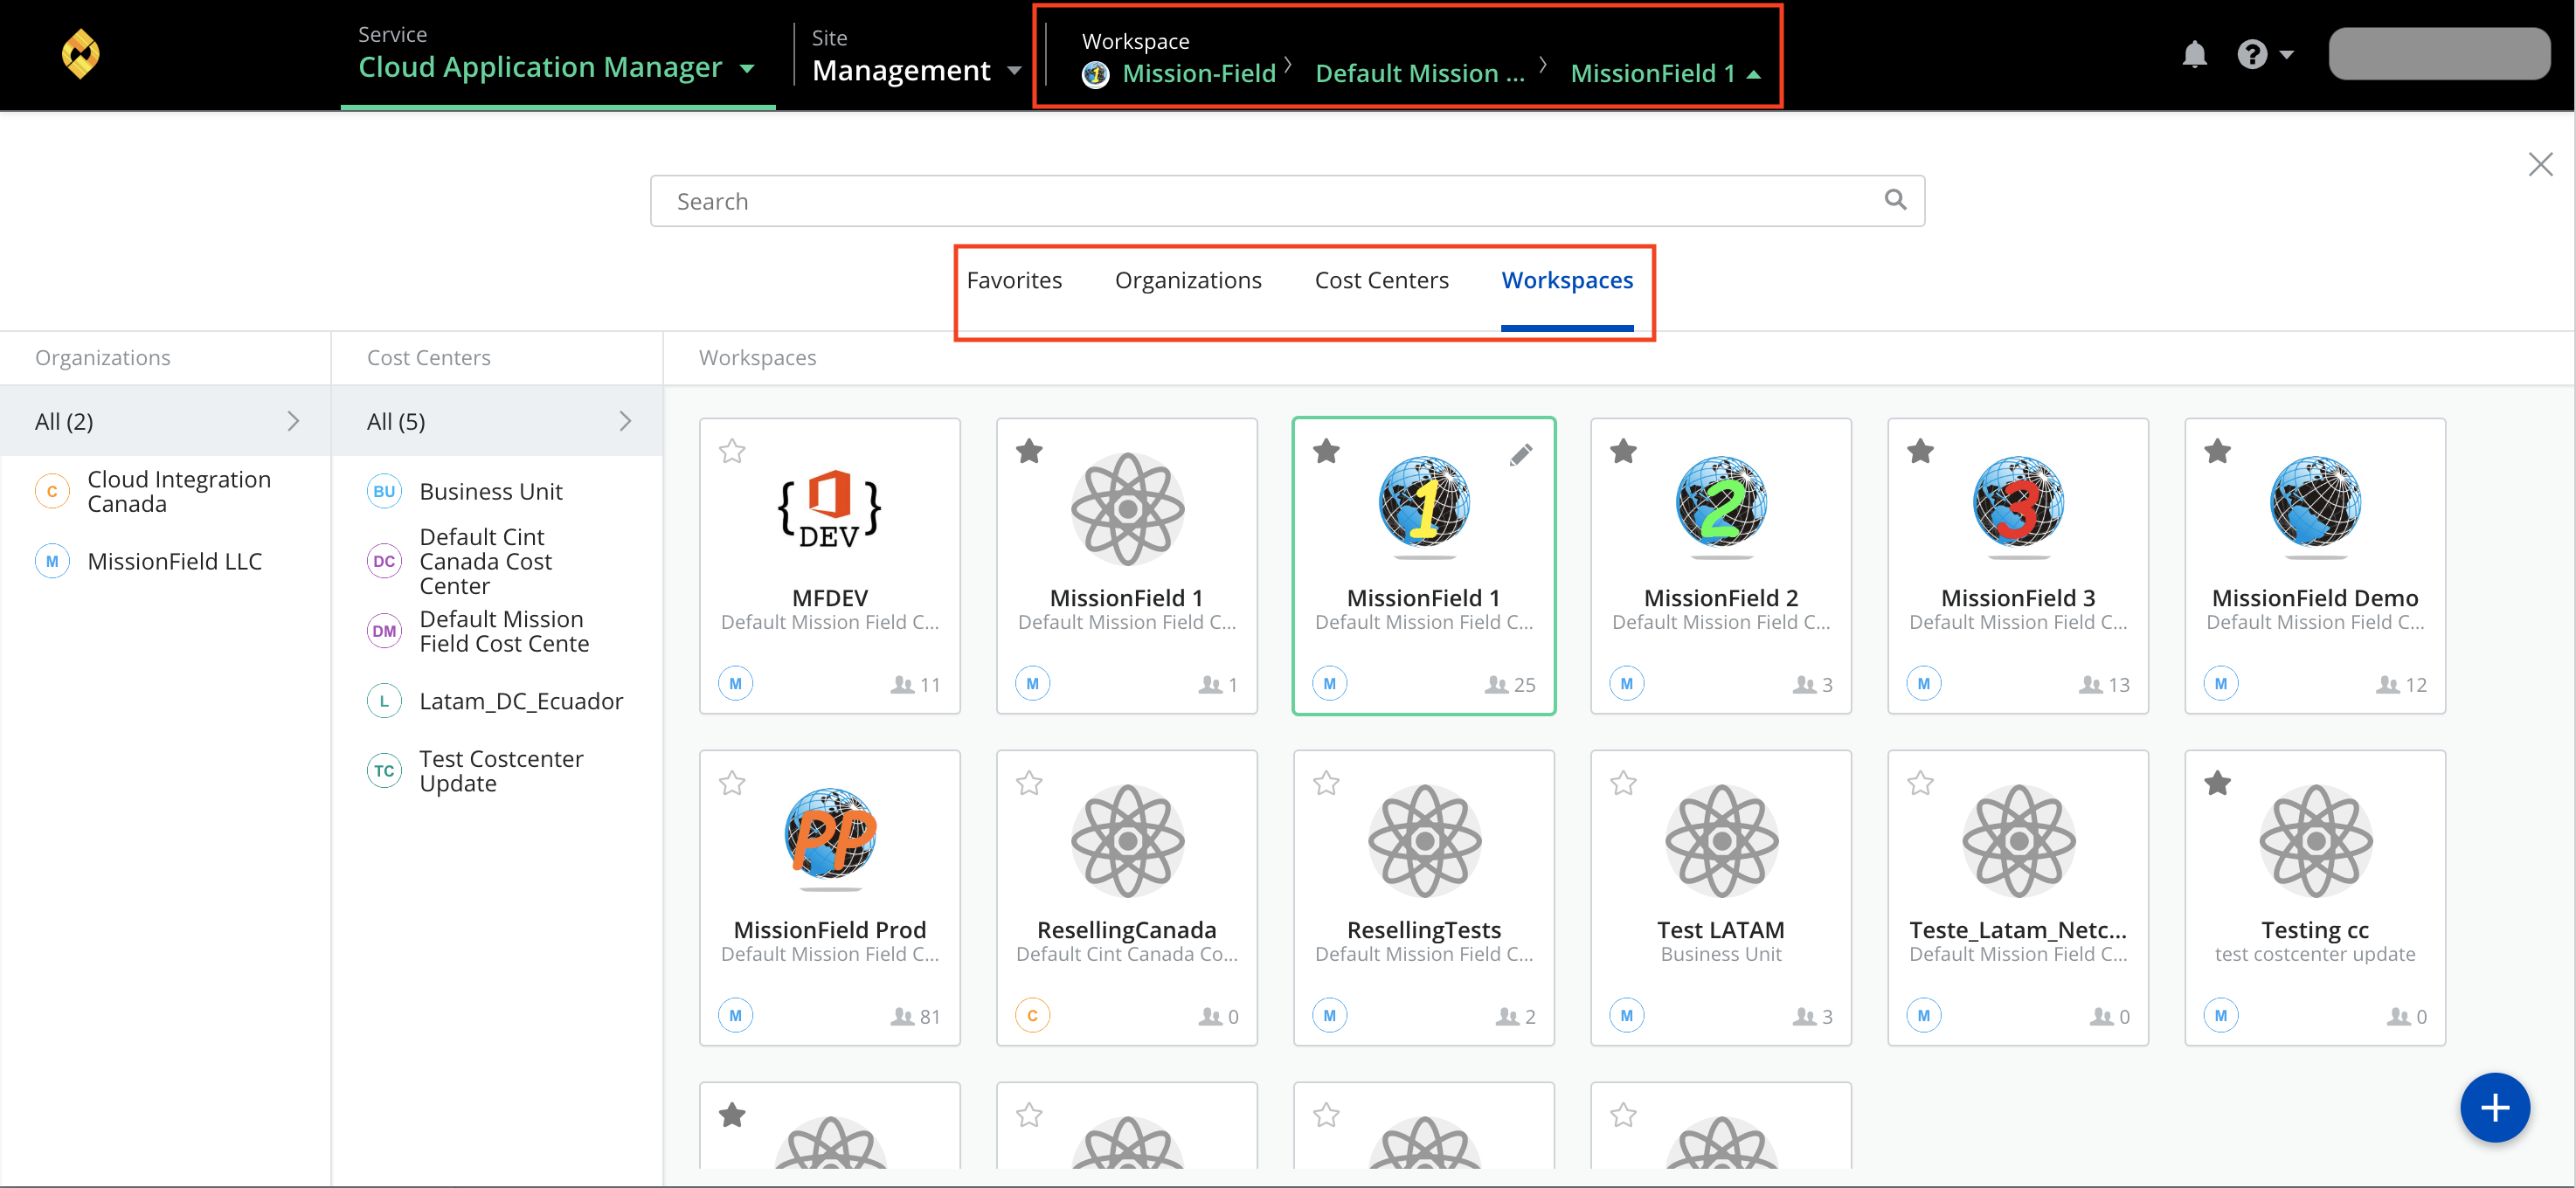 Service
Cloud Application Manager
Site
Management
Workspace
Mission-Field
Default Mission ...
MissionField 1
Search
Favorites
Organizations
Cost Centers
Workspaces
Organizations
Cost Centers
Workspaces
All (2)
C
Cloud Integration
Canada
M
MissionField LLC
All (5)
BU
Business Unit
DC
Default Cint
Canada Cost
Center
DM
Default Mission
Field Cost Cente
L
Latam_DC_Ecuador
TC
Test Costcenter
Update
{DEV}
MFDEV
Default Mission Field C...
M
11
MissionField 1
Default Mission Field C...
M
1
1
MissionField 1
Default Mission Field C...
M
25
2
MissionField 2
Default Mission Field C...
M
3
3
MissionField 3
Default Mission Field C...
M
13
MissionField Demo
Default Mission Field C...
M
12
PP
MissionField Prod
Default Mission Field C...
M
81
ResellingCanada
Default Cint Canada Co...
C
0
ResellingTests
Default Mission Field C...
M
2
Test LATAM
Business Unit
M
3
Teste_Latam_Netc...
Default Mission Field C...
M
0
Testing cc
test costcenter update
M
0